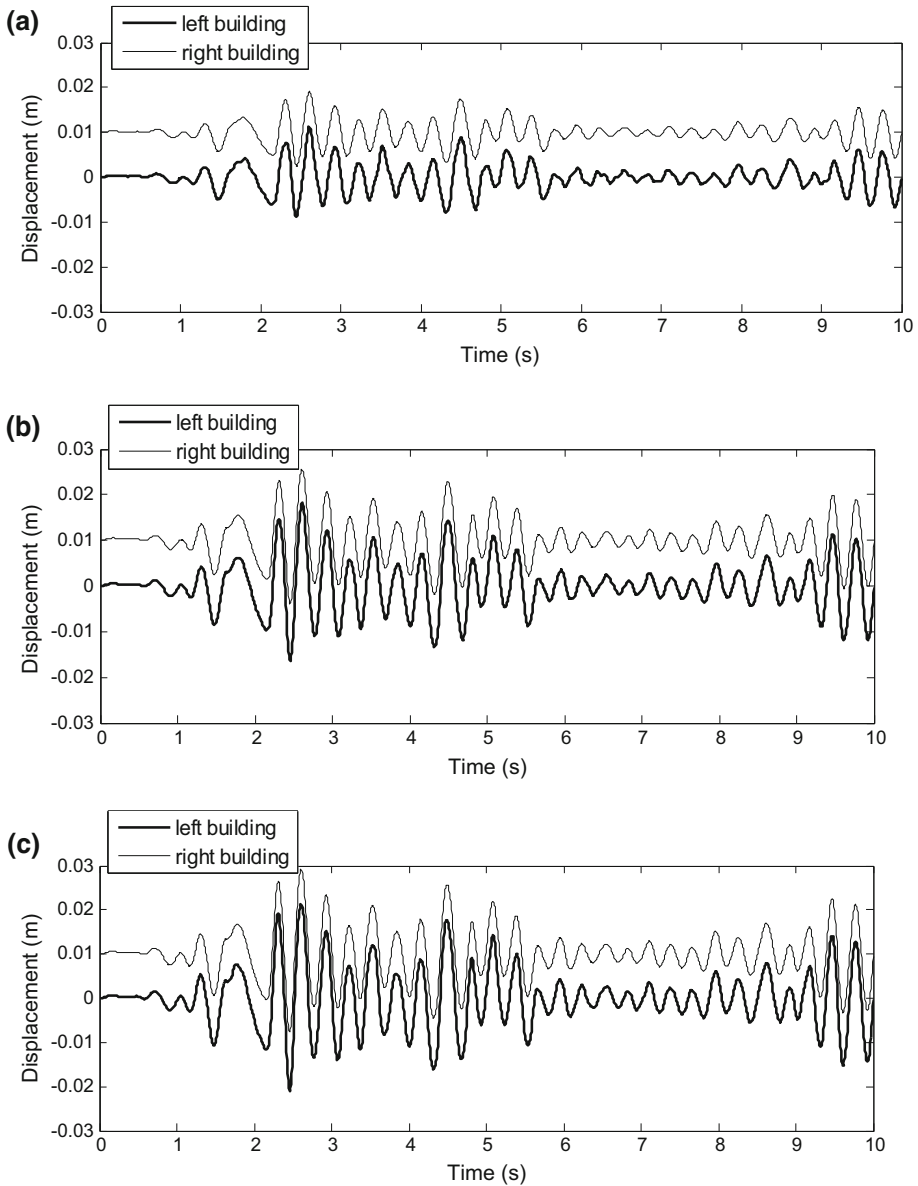 (a)
left building
right building
0.03
0.02
0.01
0
-0.01
-0.02
-0.03
Displacement (m)
0 1 2 3 4 5 6 7 8 9 10
Time (s)
(b)
left building
right building
0.03
0.02
0.01
0
-0.01
-0.02
-0.03
Displacement (m)
0 1 2 3 4 5 6 7 8 9 10
Time (s)
(c)
left building
right building
0.03
0.02
0.01
0
-0.01
-0.02
-0.03
Displacement (m)
0 1 2 3 4 5 6 7 8 9 10
Time (s)